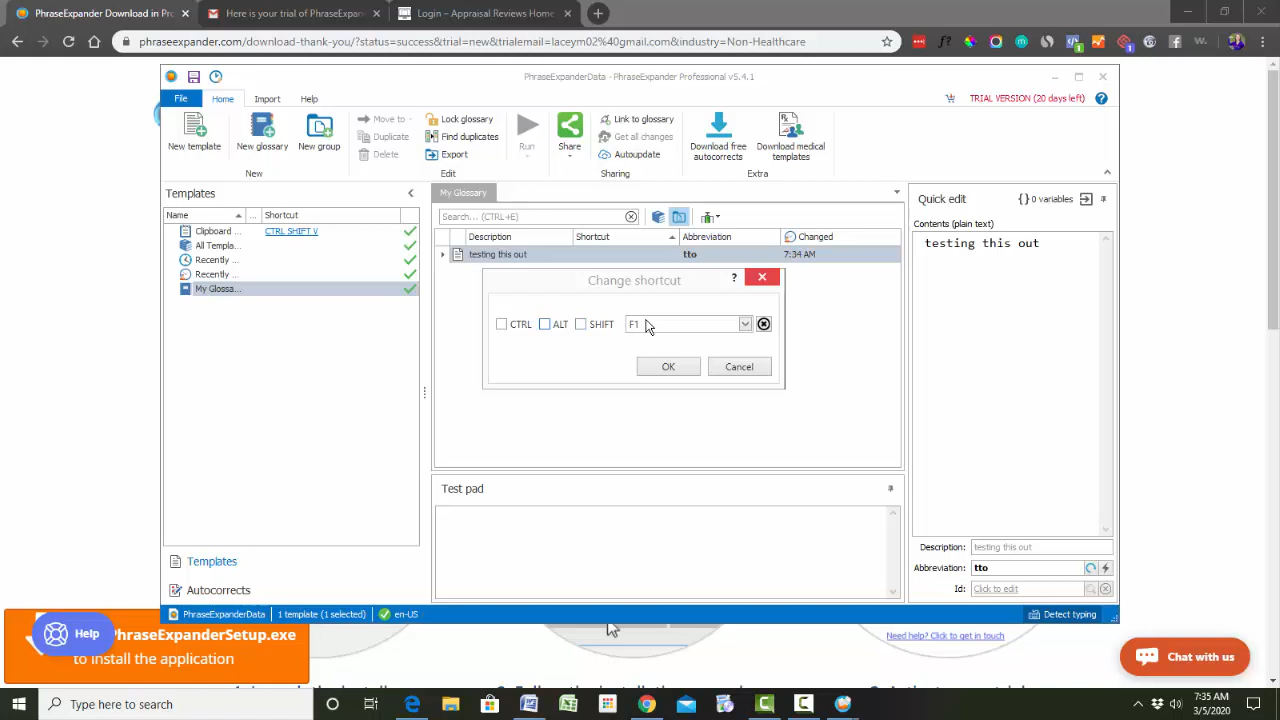 PhraseExpander Download in Pro
Here is your trial of PhraseExpan
Login – Appraisal Reviews Home
phraseexpander.com/download-thank-you/?status=success&trial=new&trialemail=laceym02%40gmail.com&industry=Non-Healthcare
PhraseExpanderData - PhraseExpander Professional v5.4.1
File Home Import Help
TRIAL VERSION (20 days left)
New template
New glossary
New group
Move to
Duplicate
Delete
Lock glossary
Find duplicates
Export
Run
Share
Link to glossary
Get all changes
Autoupdate
Download free autocorrects
Download medical templates
New Edit Sharing Extra
Templates
Name ... Shortcut
Clipboard CTRL SHIFT V
All Templa...
Recently ...
Recently ...
My Glossa...
Templates
Autocorrects
My Glossary
Search... (CTRL+E)
Description Shortcut Abbreviation Changed
testing this out tto 7:34 AM
Change shortcut ?
CTRL ALT SHIFT F1
OK Cancel
Test pad
Quick edit {} 0 variables
Contents (plain text)
testing this out
Description: testing this out
Abbreviation: tto
Id: Click to edit
PhraseExpanderData 1 template (1 selected) en-US Detect typing
Help
PhraseExpanderSetup.exe
to install the application
Need help? Click to get in touch
Chat with us
Type here to search
7:35 AM
3/5/2020